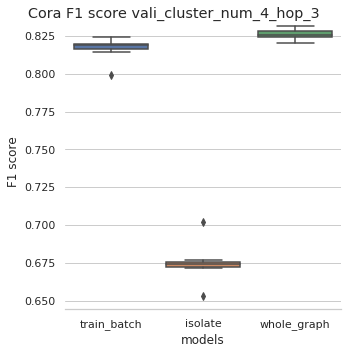 Cora F1 score vali_cluster_num_4_hop_3
0.825
0.800
0.775
0.750
0.725
0.700
0.675
0.650
F1 score
train_batch isolate whole_graph
models